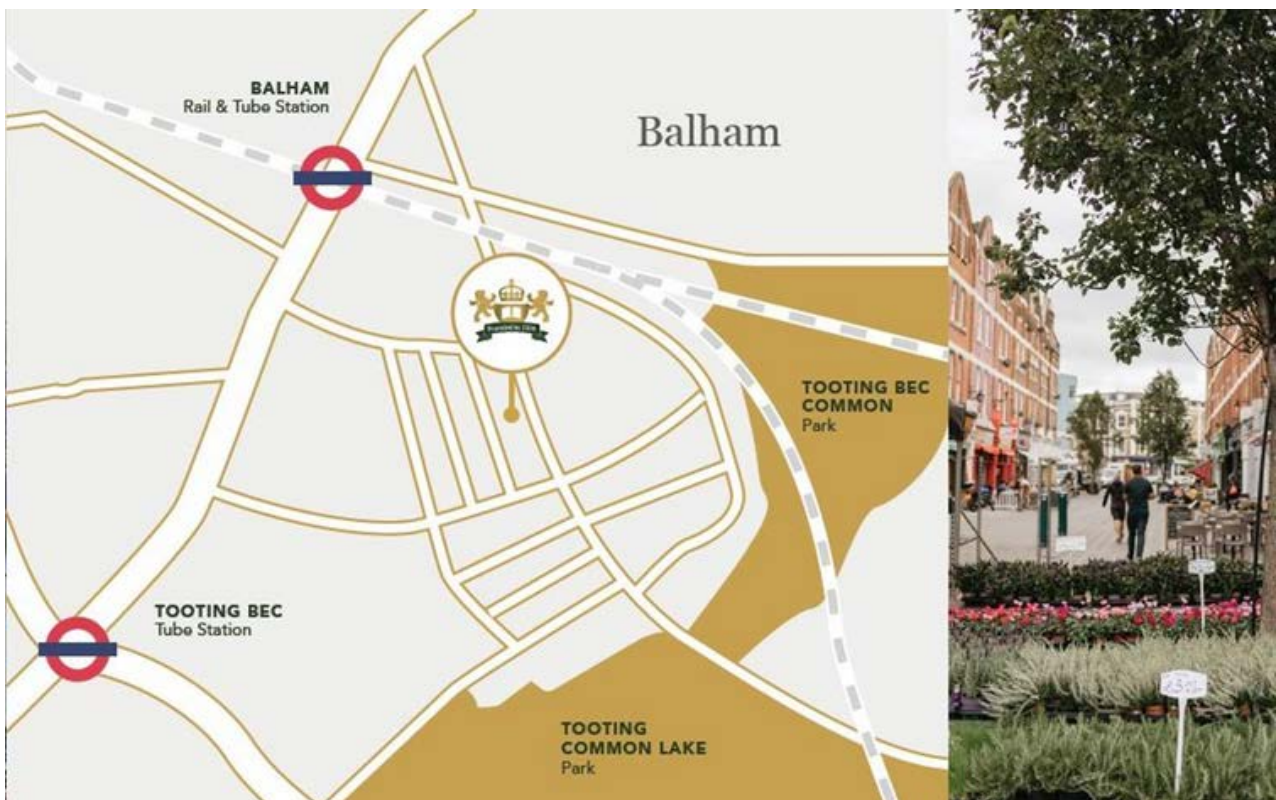 BALHAM
Rail & Tube Station
Balham
TOOTING BEC
COMMON
Park
TOOTING BEC
Tube Station
TOOTING
COMMON LAKE
Park